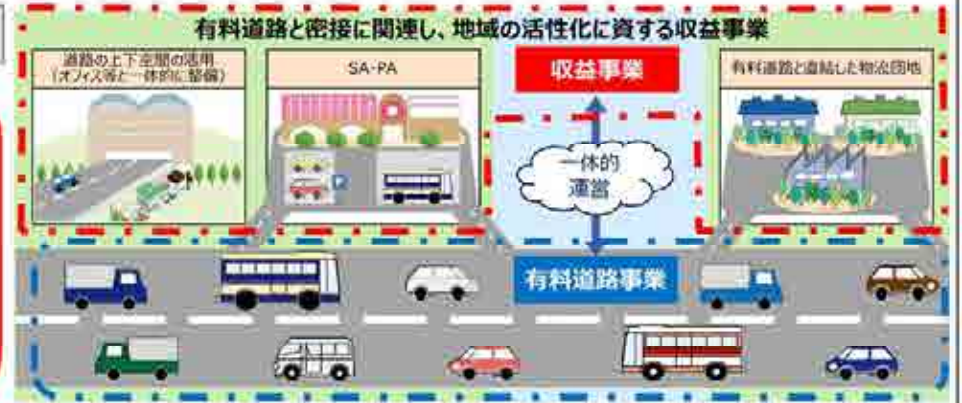 有料道路と密接に関連し、地域の活性化に資する収益事業
道路の上下空間の活用
(オフィス等と一体的に整備)
SA-PA
収益事業
有料道路と直結した物流団地
P
一体的
運営
有料道路事業